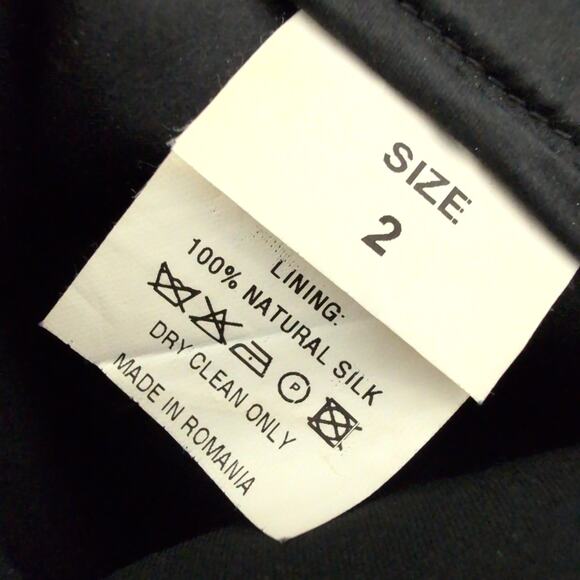 SIZE
2
LINING:
100% NATURAL SILK
P
DRY CLEAN ONLY
MADE IN ROMANIA